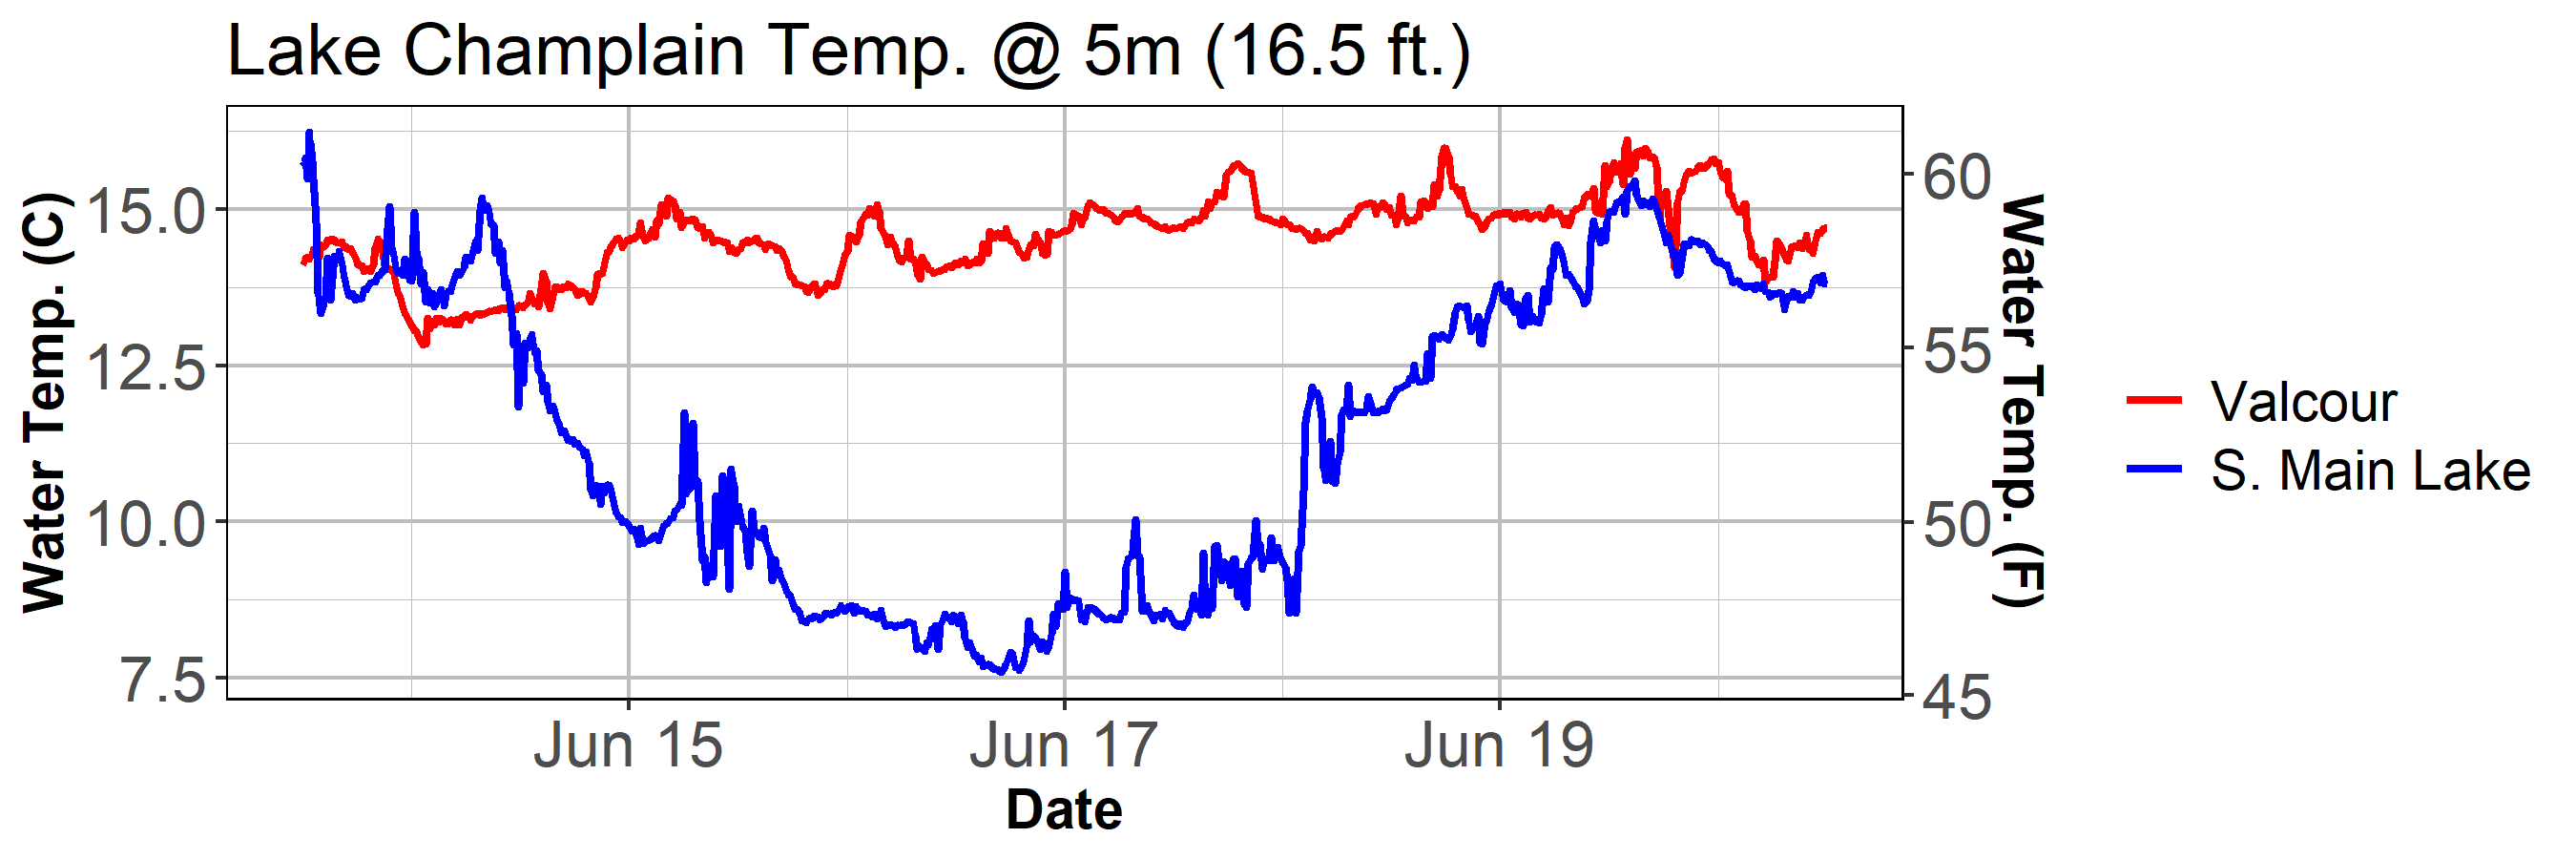 Lake Champlain Temp. @ 5m (16.5 ft.)
Water Temp. (C)
15.0
12.5
10.0
7.5
60
55
50
45
Water Temp. (F)
Jun 15
Jun 17
Jun 19
Date
Valcour
S. Main Lake